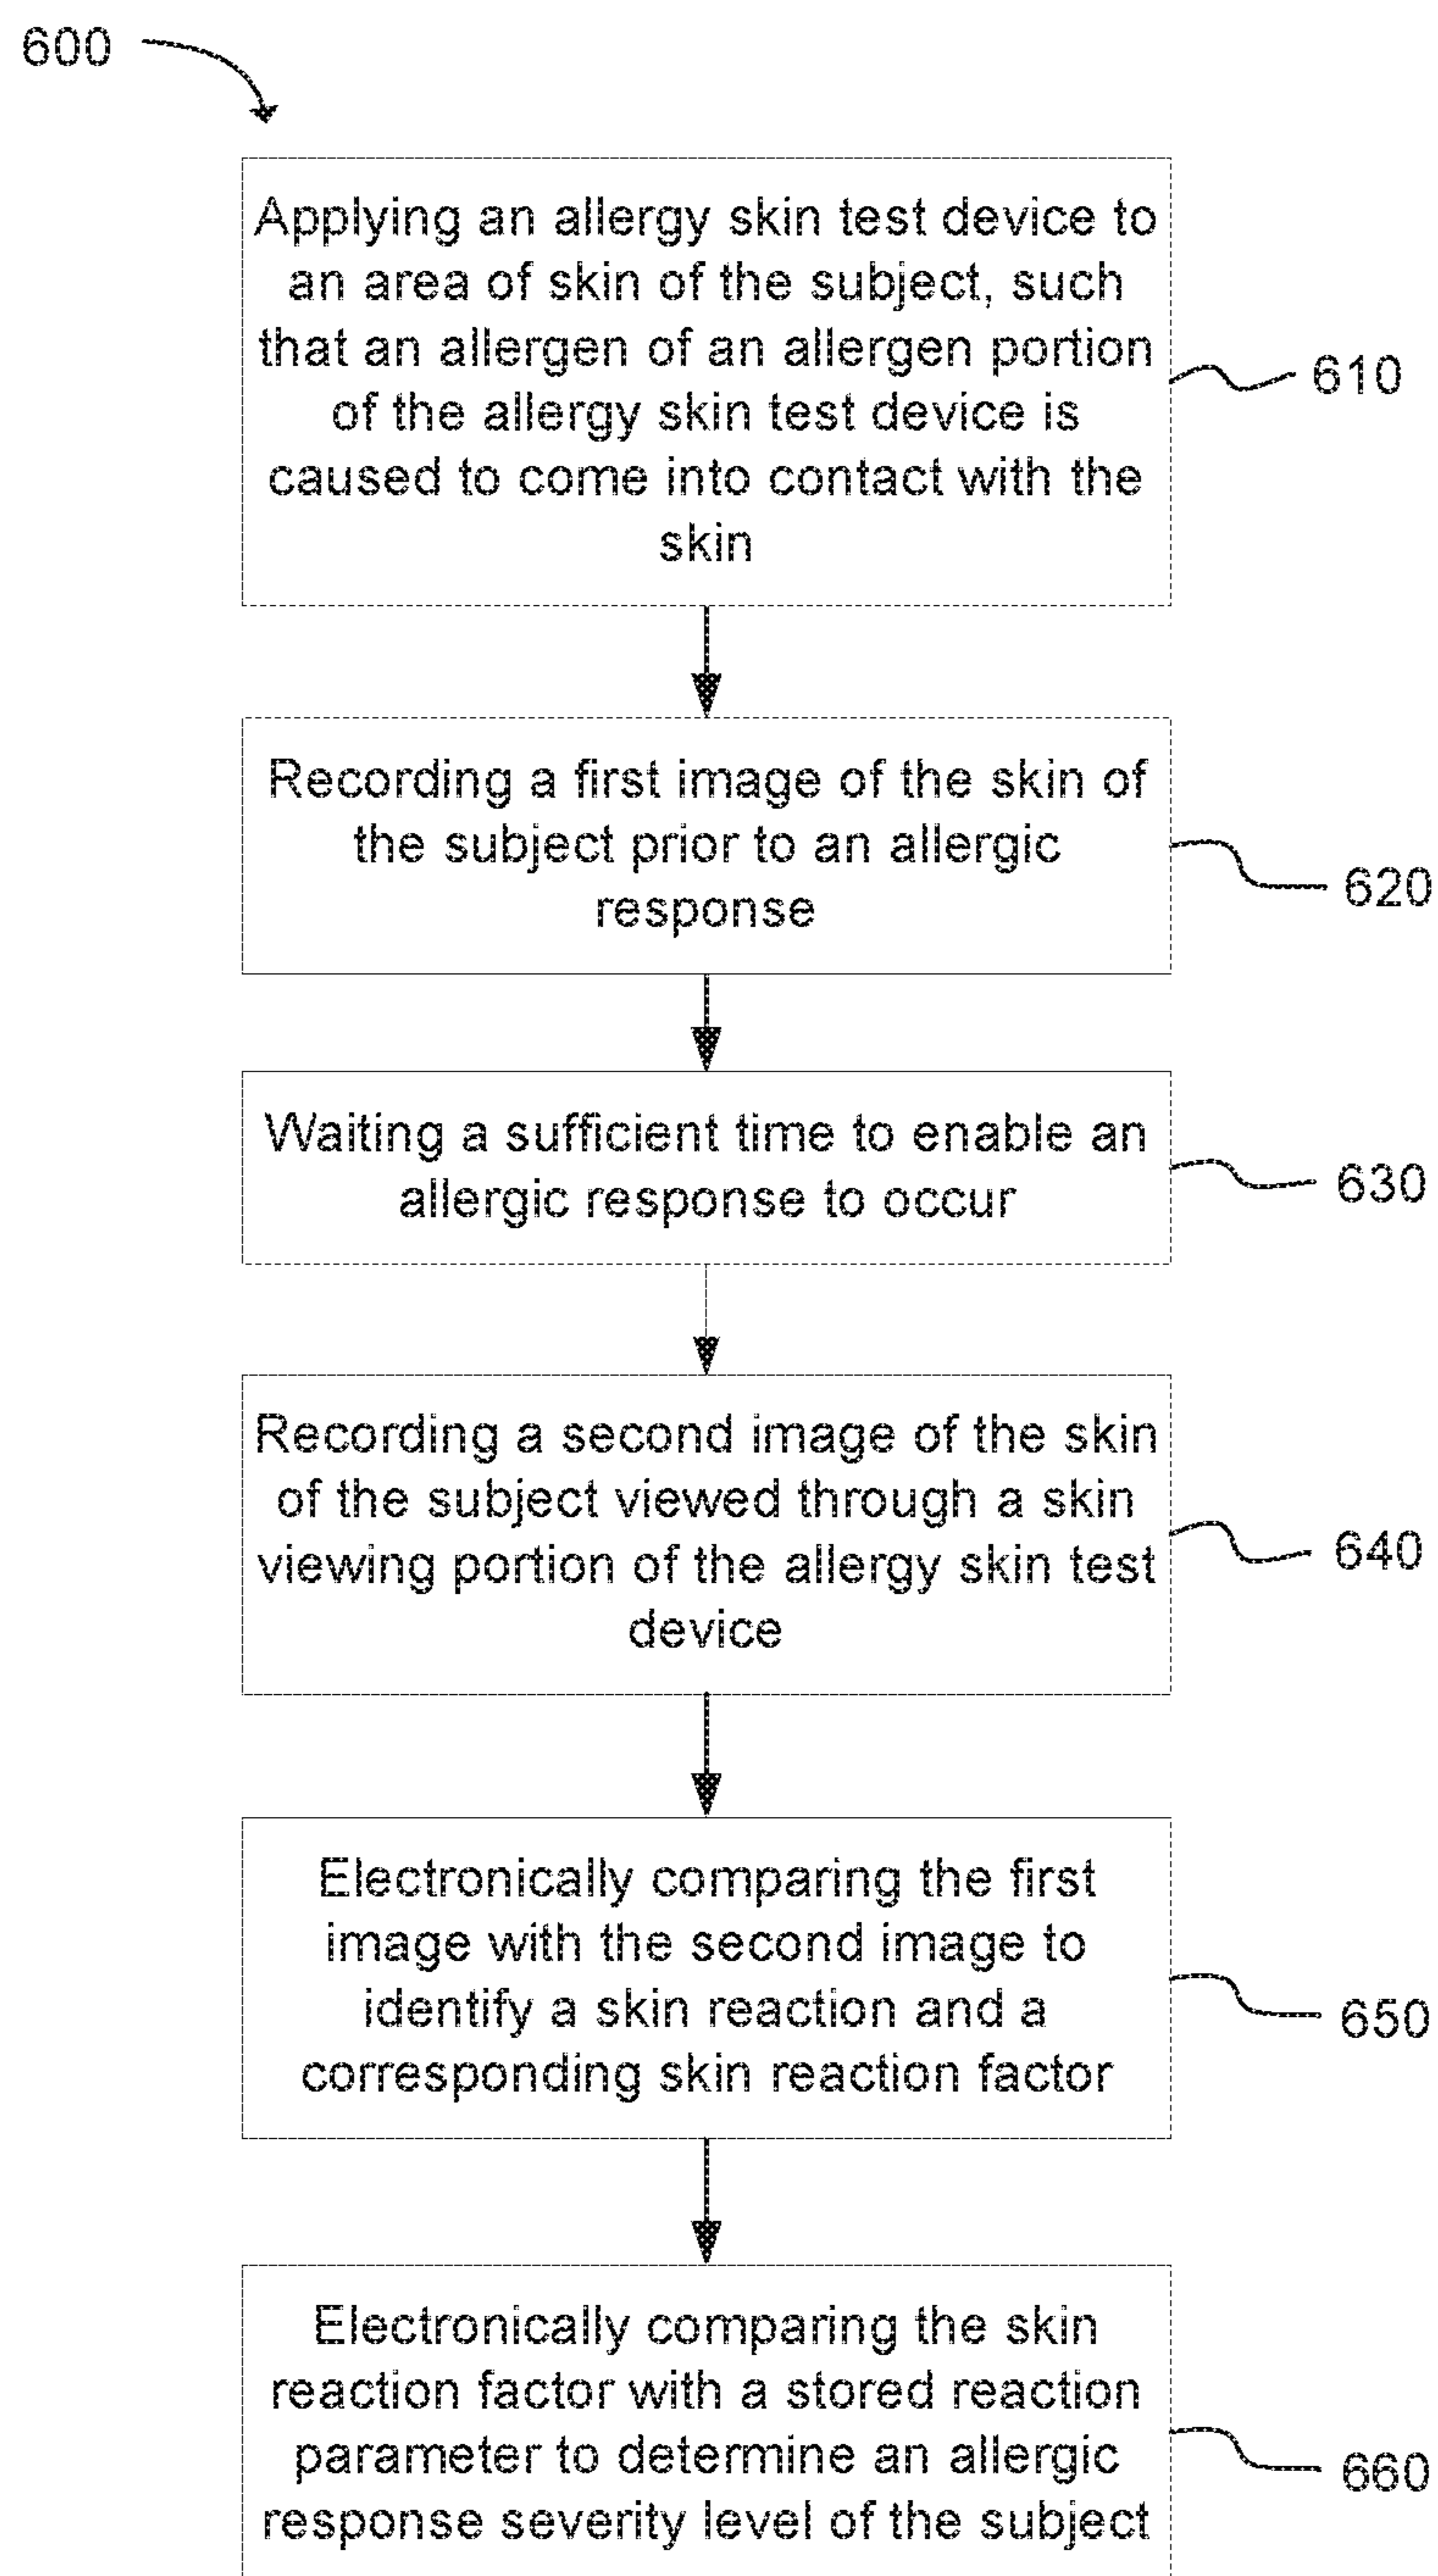 600
Applying an allergy skin test device to
an area of skin of the subject, such
that an allergen of an allergen portion
of the allergy skin test device is
caused to come into contact with the
skin
610
Recording a first image of the skin of
the subject prior to an allergic
response
620
Waiting a sufficient time to enable an
allergic response to occur
630
Recording a second image of the skin
of the subject viewed through a skin
viewing portion of the allergy skin test
device
640
Electronically comparing the first
image with the second image to
identify a skin reaction and a
corresponding skin reaction factor
650
Electronically comparing the skin
reaction factor with a stored reaction
parameter to determine an allergic
response severity level of the subject
660